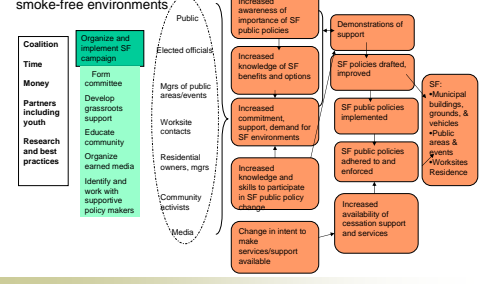 smoke-free environments
Coalition
Time
Money
Partners
including
youth
Research
and best
practices
Organize and
implement SF
campaign
Form
committee
Develop
grassroots
support
Educate
community
Organize
earned media
Identify and
work with
supportive
policy makers
Public
Elected officials
Mgrs of public
areas/events
Worksite
contacts
Residential
owners, mgrs
Community
activists
Media
Increased
awareness of
importance of SF
public policies
Increased
knowledge of SF
benefits and options
Increased
commitment,
support, demand for
SF environments
Increased
knowledge and
skills to participate
in SF public policy
change
Change in intent to
make
services/support
available
Demonstrations of
support
SF policies drafted,
improved
SF public policies
implemented
SF public policies
adhered to and
enforced
Increased
availability of
cessation support
and services
SF:
•Municipal
buildings,
grounds, &
vehicles
•Public
areas &
events
•Worksites
Residence